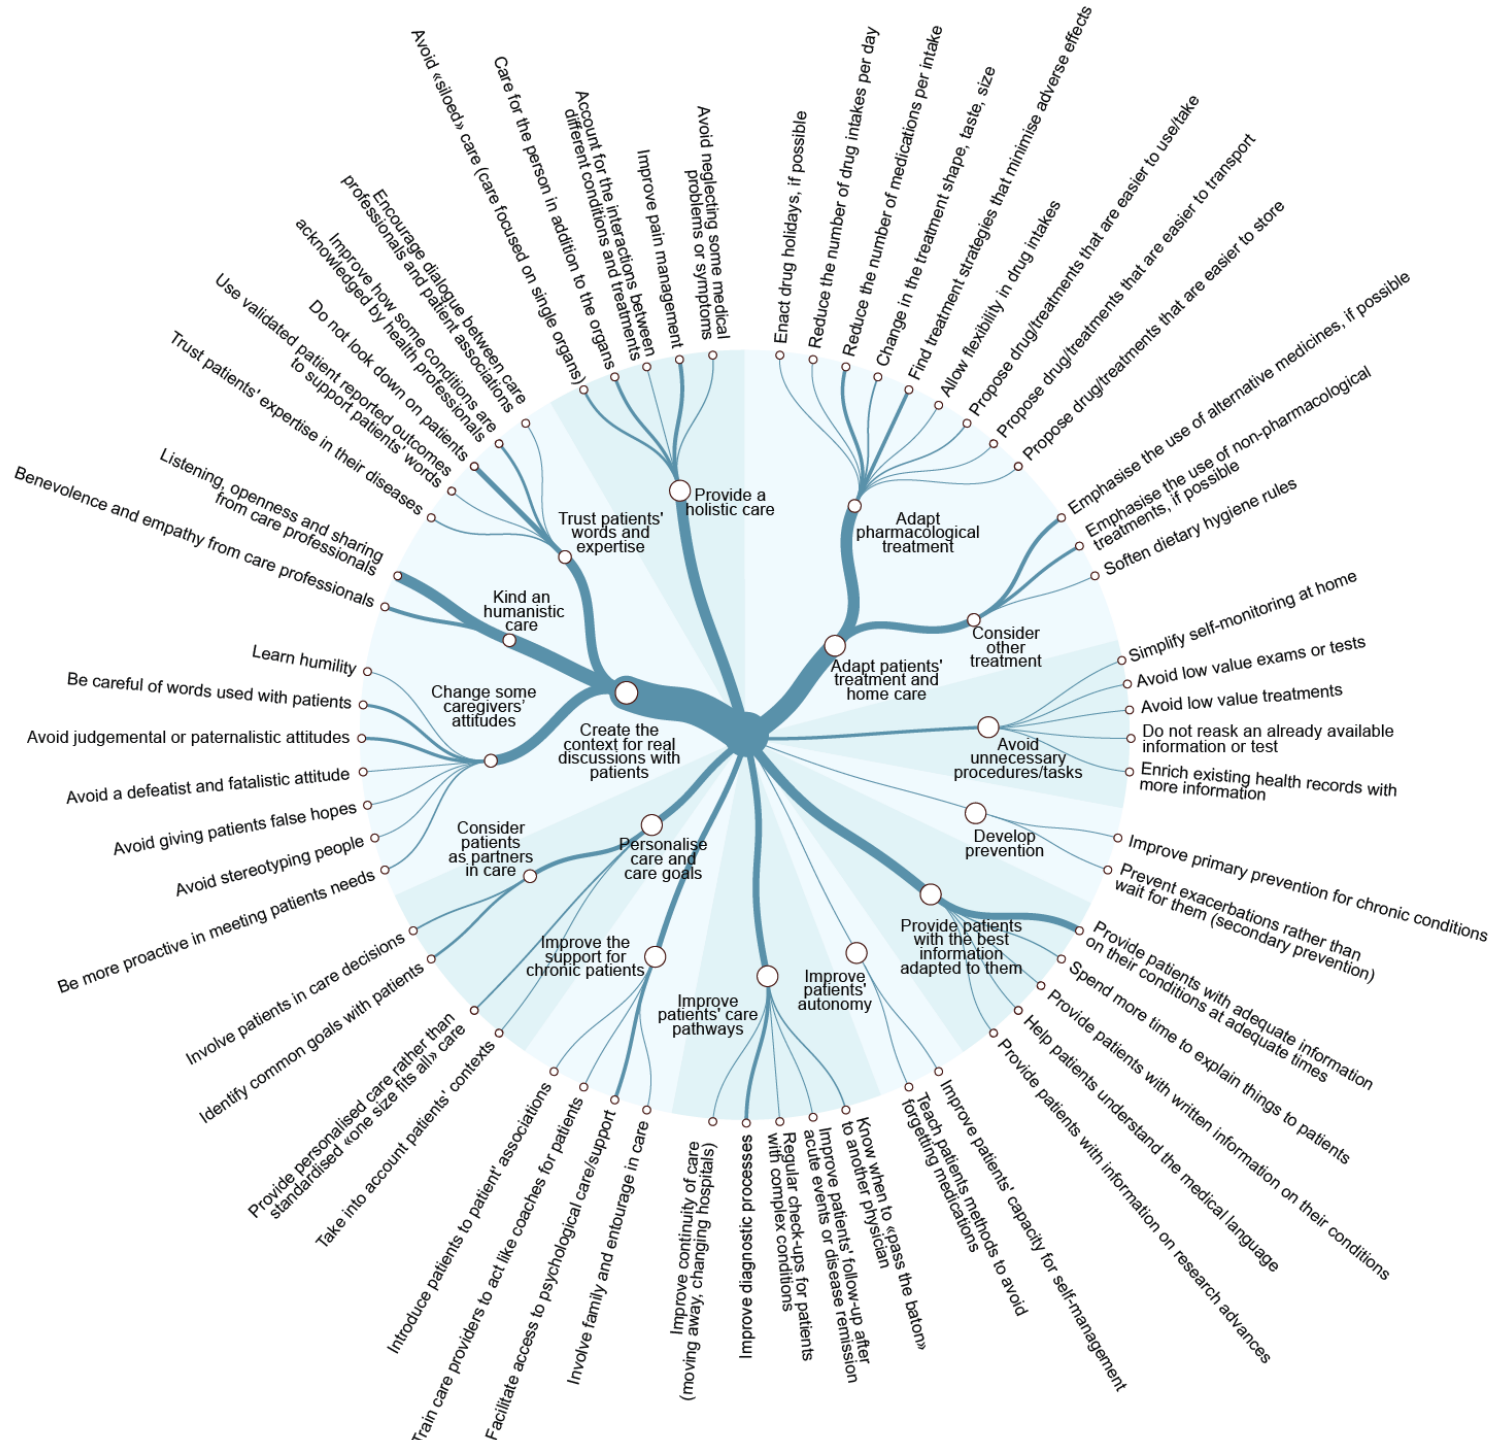 Enact drug holidays, if possible
Reduce the number of drug intakes per day
Reduce the number of medications per intake
Change in the treatment shape, taste, size
Find treatment strategies that minimise adverse effects
Allow flexibility in drug intakes
Propose drug/treatments that are easier to use/take
Propose drug/treatments that are easier to transport
Propose drug/treatments that are easier to store
Adapt
pharmacological
treatment
Emphasise the use of alternative medicines, if possible
Emphasise the use of non-pharmacological
treatments, if possible
Soften dietary hygiene rules
Consider
other
treatment
Adapt patients'
treatment and
home care
Simplify self-monitoring at home
Avoid low value exams or tests
Avoid low value treatments
Do not reask an already available
information or test
Enrich existing health records with
more information
Avoid
unnecessary
procedures/tasks
Improve primary prevention for chronic conditions
Prevent exacerbations rather than
wait for them (secondary prevention)
Develop
prevention
Provide patients with adequate information
on their conditions at adequate times
Spend more time to explain things to patients
Provide patients with written information on their conditions
Help patients understand the medical language
Provide patients with information on research advances
Provide patients
with the best
information
adapted to them
Improve patients' capacity for self-management
Teach patients methods to avoid
forgetting medications
Improve
patients'
autonomy
Know when to «pass the baton»
to another physician
Improve patients' follow-up after
acute events or disease remission
Regular check-ups for patients
with complex conditions
Improve diagnostic processes
Improve continuity of care
(moving away, changing hospitals)
Improve
patients' care
pathways
Involve family and entourage in care
Facilitate access to psychological care/support
Train care providers to act like coaches for patients
Introduce patients to patient' associations
Improve the
support for
chronic patients
Take into account patients' contexts
Provide personalised care rather than
standardised «one size fits all» care
Identify common goals with patients
Involve patients in care decisions
Consider
patients
as partners
in care
Personalise
care and
care goals
Be more proactive in meeting patients needs
Avoid stereotyping people
Avoid giving patients false hopes
Avoid a defeatist and fatalistic attitude
Avoid judgemental or paternalistic attitudes
Be careful of words used with patients
Learn humility
Change some
caregivers'
attitudes
Benevolence and empathy from care professionals
Listening, openness and sharing
from care professionals
Kind an
humanistic
care
Trust patients' expertise in their diseases
Use validated patient reported outcomes
to support patients' words
Do not look down on patients
Improve how some conditions are
acknowledged by health professionals
Encourage dialogue between care
professionals and patient associations
Trust patients'
words and
expertise
Create the
context for real
discussions with
patients
Avoid «siloed» care (care focused on single organs)
Care for the person in addition to the organs
Account for the interactions between
different conditions and treatments
Improve pain management
Avoid neglecting some medical
problems or symptoms
Provide a
holistic care